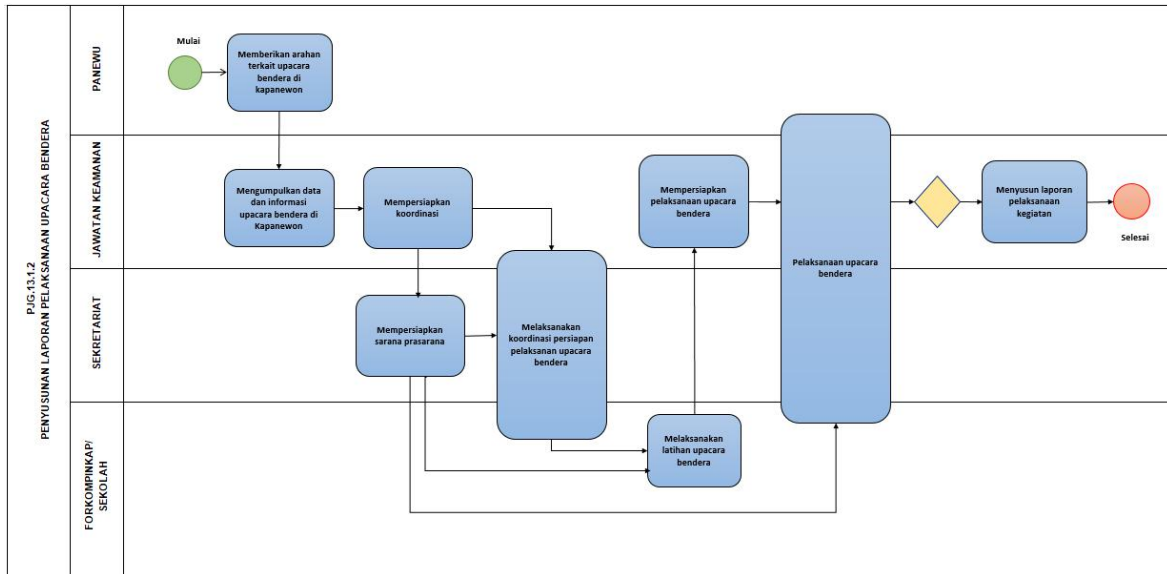 PJG.13.1.2
PENYUSUNAN LAPORAN PELAKSANAAN UPACARA BENDERA
PANEWU
Mulai
Memberikan arahan
terkait upacara
bendera di
kapanewon
JAWATAN KEAMANAN
Mengumpulkan data
dan informasi
upacara bendera di
Kapanewon
Mempersiapkan
koordinasi
Mempersiapkan
pelaksanaan upacara
bendera
Pelaksanaan upacara
bendera
Menyusun laporan
pelaksanaan
kegiatan
Selesai
SEKRETARIAT
Mempersiapkan
sarana prasarana
Melaksanakan
koordinasi persiapan
pelaksanan upacara
bendera
FORKOMPINKAP/
SEKOLAH
Melaksanakan
latihan upacara
bendera